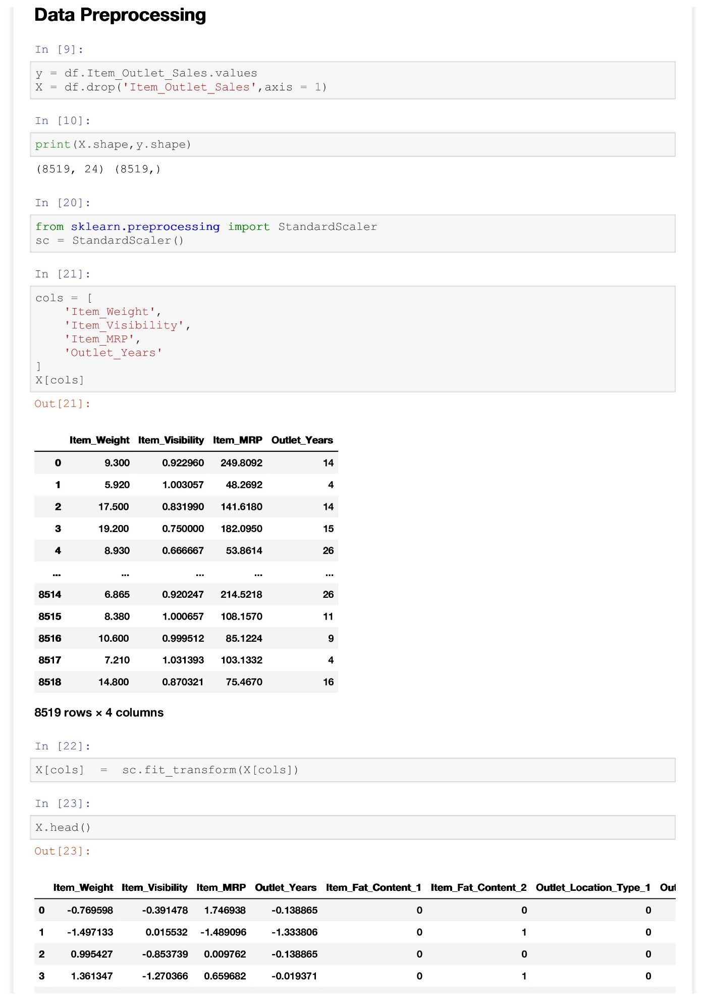 Data Preprocessing
In [9]:
y = df.Item_Outlet_Sales.values
X = df.drop('Item_Outlet_Sales',axis = 1)
In [10]:
print(X.shape,y.shape)
(8519, 24) (8519,)
In [20]:
from sklearn.preprocessing import StandardScaler
sc = StandardScaler()
In [21]:
cols = [
    'Item_Weight',
    'Item_Visibility',
    'Item_MRP',
    'Outlet_Years'
]
X[cols]
Out[21]:
Item_Weight Item_Visibility Item_MRP Outlet_Years
0 9.300 0.922960 249.8092 14
1 5.920 1.003057 48.2692 4
2 17.500 0.831990 141.6180 14
3 19.200 0.750000 182.0950 15
4 8.930 0.666667 53.8614 26
... ... ... ... ...
8514 6.865 0.920247 214.5218 26
8515 8.380 1.000657 108.1570 11
8516 10.600 0.999512 85.1224 9
8517 7.210 1.031393 103.1332 4
8518 14.800 0.870321 75.4670 16
8519 rows × 4 columns
In [22]:
X[cols]  =  sc.fit_transform(X[cols])
In [23]:
X.head()
Out[23]:
Item_Weight Item_Visibility Item_MRP Outlet_Years Item_Fat_Content_1 Item_Fat_Content_2 Outlet_Location_Type_1 Out
0 -0.769598 -0.391478 1.746938 -0.138865 0 0 0
1 -1.497133 0.015532 -1.489096 -1.333806 0 1 0
2 0.995427 -0.853739 0.009762 -0.138865 0 0 0
3 1.361347 -1.270366 0.659682 -0.019371 0 1 0